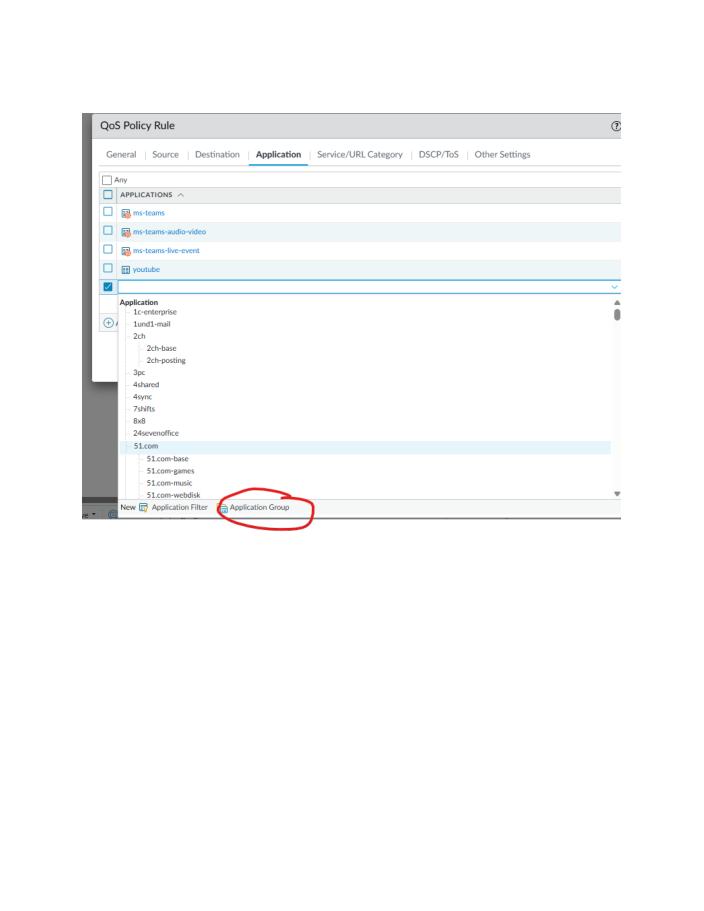 QoS Policy Rule
General Source Destination Application Service/URL Category DSCP/ToS Other Settings
Any
APPLICATIONS
ms-teams
ms-teams-audio-video
ms-teams-live-event
youtube
Application
1c-enterprise
1und1-mail
2ch
2ch-base
2ch-posting
3pc
4shared
4sync
7shifts
8x8
24sevenoffice
51.com
51.com-base
51.com-games
51.com-music
51.com-webdisk
New Application Filter Application Group